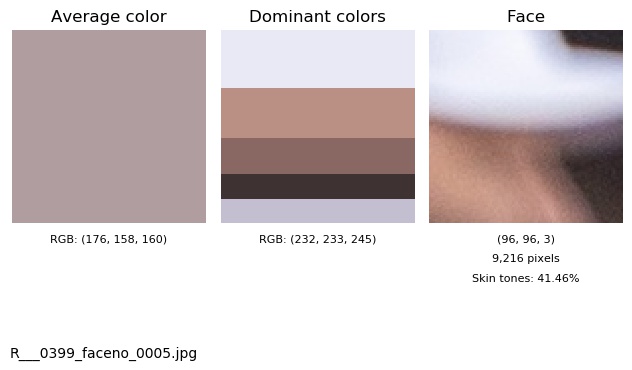 Average color
Dominant colors
Face
RGB: (176, 158, 160)
RGB: (232, 233, 245)
(96, 96, 3)
9,216 pixels
Skin tones: 41.46%
R___0399_faceno_0005.jpg